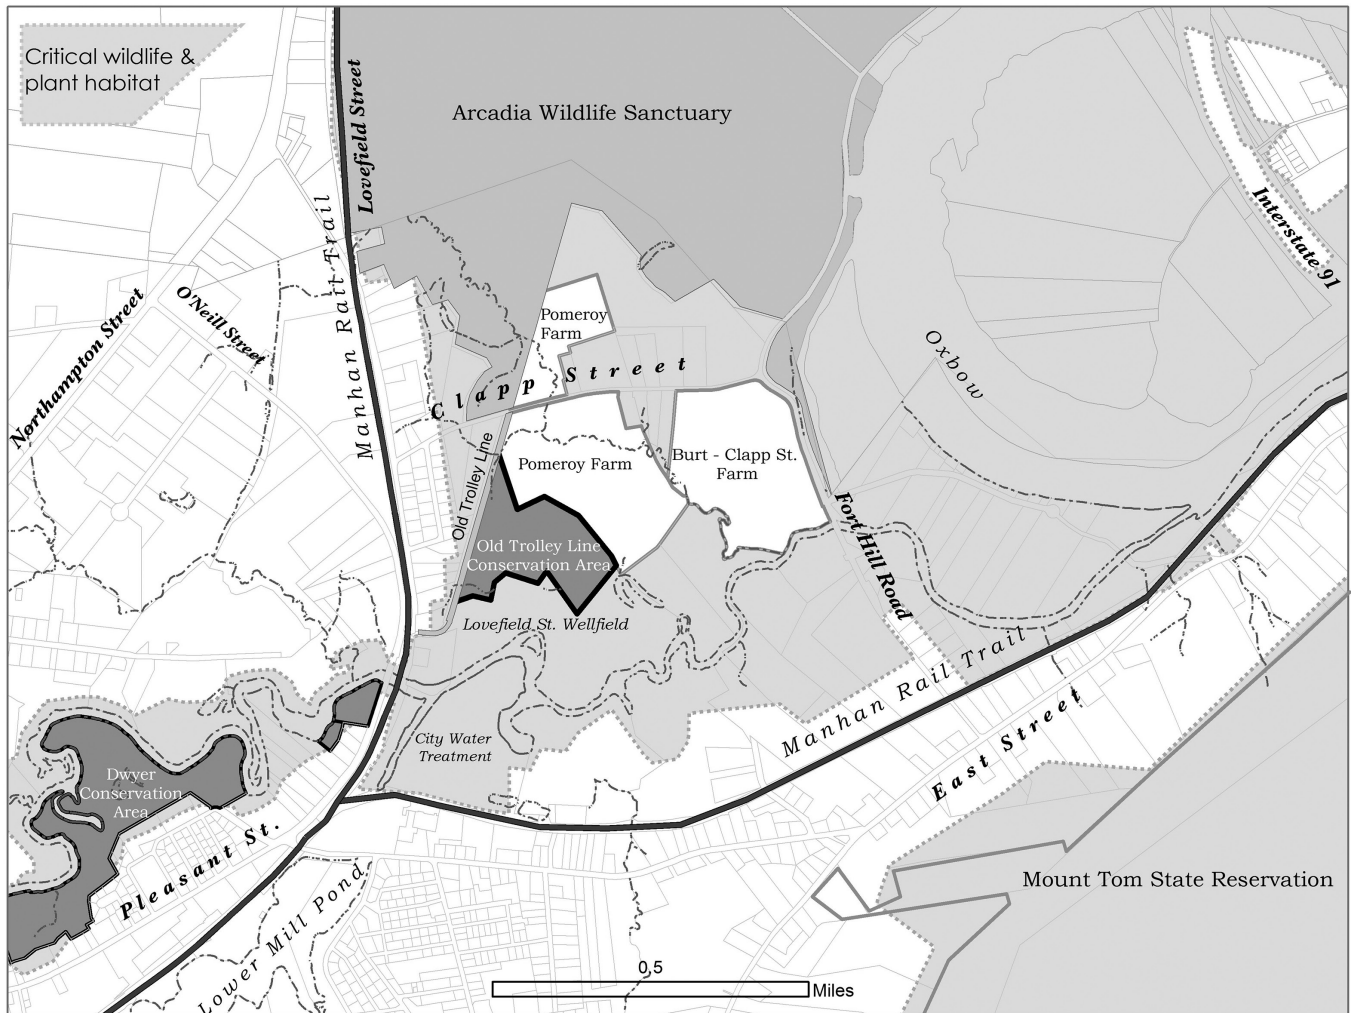 Critical wildlife &
plant habitat
Lovefield Street
Arcadia Wildlife Sanctuary
Interstate 91
Manhan Rail Trail
Northampton Street
O'Neill Street
Pomeroy
Farm
Oxbow
Clapp Street
Old Trolley Line
Pomeroy Farm
Burt - Clapp St.
Farm
Fort Hill Road
Old Trolley Line
Conservation Area
Lovefield St. Wellfield
Manhan Rail Trail
City Water
Treatment
East Street
Dwyer
Conservation
Area
Pleasant St.
Lower Mill Pond
Mount Tom State Reservation
0.5
Miles